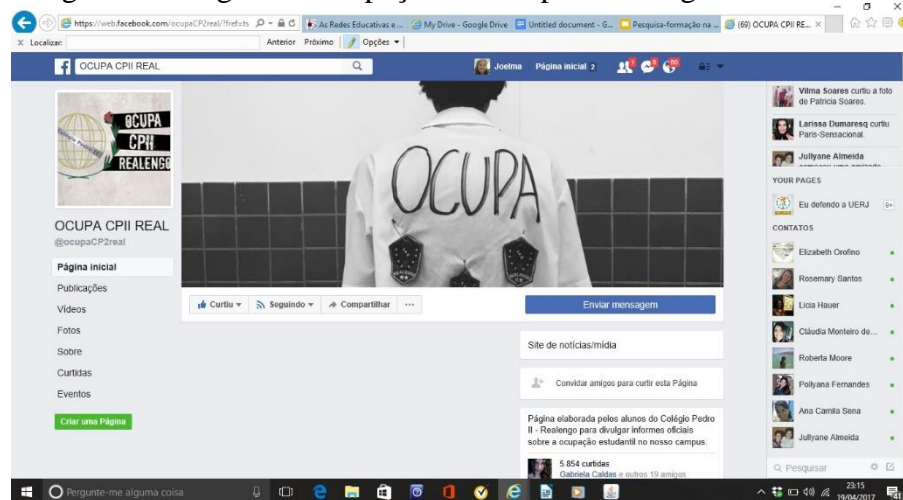 https://web.facebook.com/ocupaCP2real/?fref=ts
As Redes Educativas e ...
My Drive - Google Drive
Untitled document - G...
Pesquisa-formação na ...
(69) OCUPA CPII RE...
Localizar:
Anterior Próximo Opções
OCUPA CPII REAL
Joelma Página inicial 2
OCUPA
CPII
REALENGO
OCUPA
OCUPA CPII REAL
@ocupaCP2real
Página inicial
Publicações
Vídeos
Fotos
Sobre
Curtidas
Eventos
Criar uma Página
Curtiu Seguindo Compartilhar ...
Enviar mensagem
Site de notícias/mídia
Convidar amigos para curtir esta Página
Página elaborada pelos alunos do Colégio Pedro
II - Realengo para divulgar informes oficiais
sobre a ocupação estudantil no nosso campus.
5.854 curtidas
Gabriela Caldas e outros 19 amigos
Vilma Soares curtiu a foto
de Patricia Soares.
Larissa Dumaresq curtiu
Paris-Sensacional.
Jullyane Almeida
YOUR PAGES
Eu defendo a UERJ 9+
CONTATOS
Elizabeth Orofino
Rosemary Santos
Licia Hauer
Cláudia Monteiro de...
Roberta Moore
Pollyana Fernandes
Ana Camila Sena
Jullyane Almeida
Pesquisar
Pergunte-me alguma coisa
23:15
19/04/2017